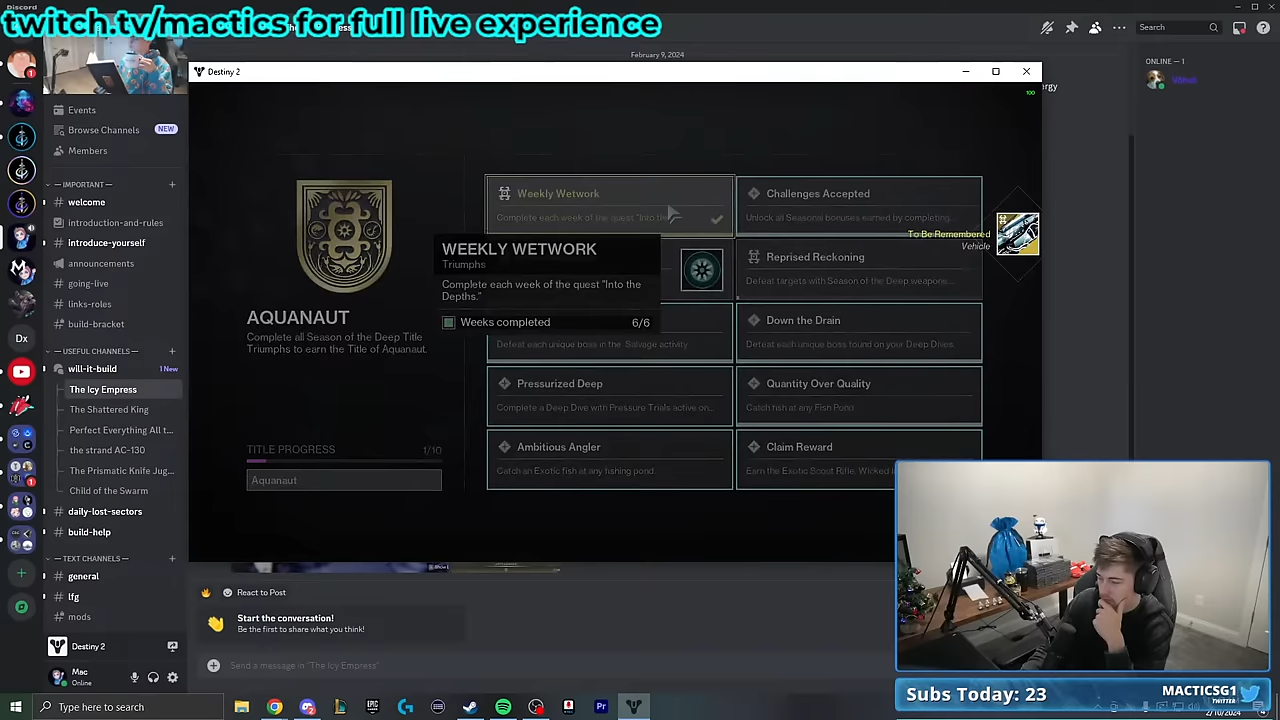 Discord
twitch.tv/mactics for full live experience
Search
February 9, 2024
ONLINE — 1
Destiny 2
100
Events
Browse Channels
NEW
Members
IMPORTANT
welcome
introduction-and-rules
introduce-yourself
announcements
going-live
links-roles
build-bracket
USEFUL CHANNELS
will-it-build
1 New
The Icy Empress
The Shattered King
Perfect Everything All t...
the strand AC-130
The Prismatic Knife Jug...
Child of the Swarm
daily-lost-sectors
build-help
TEXT CHANNELS
general
lfg
mods
Destiny 2
Mac
Online
AQUANAUT
Complete all Season of the Deep Title
Triumphs to earn the Title of Aquanaut.
TITLE PROGRESS
1/10
Aquanaut
Weekly Wetwork
Complete each week of the quest "Into the
WEEKLY WETWORK
Triumphs
Complete each week of the quest "Into the
Depths."
Weeks completed
6/6
Challenges Accepted
Unlock all Seasonal bonuses earned by completing...
To Be Remembered
Vehicle
Reprised Reckoning
Defeat targets with Season of the Deep weapons...
Defeat each unique boss in the Salvage activity
Down the Drain
Defeat each unique boss found on your Deep Dives.
Pressurized Deep
Complete a Deep Dive with Pressure Trials active on...
Quantity Over Quality
Catch fish at any Fish Pond
Ambitious Angler
Catch an Exotic fish at any fishing pond.
Claim Reward
Earn the Exotic Scout Rifle, Wicked
React to Post
Start the conversation!
Be the first to share what you think!
Send a message in "The Icy Empress"
Subs Today: 23
MACTICSG1
TWITTER
Type here to search
2/10/2024